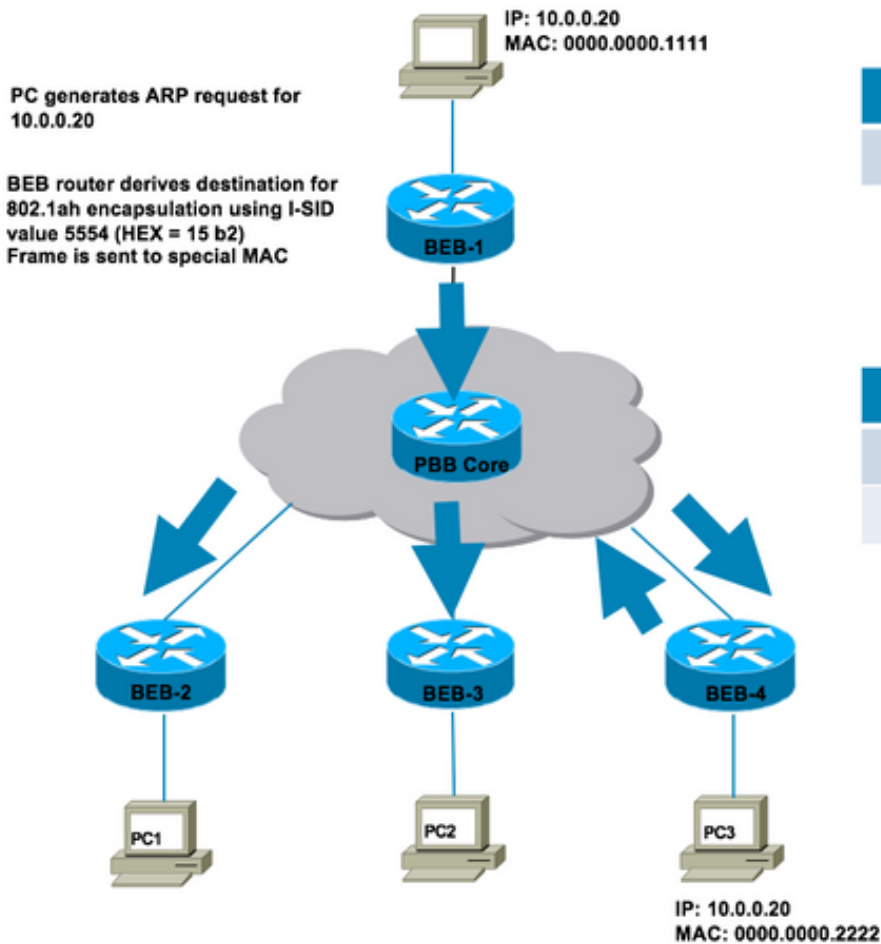 IP: 10.0.0.20
MAC: 0000.0000.1111
PC generates ARP request for
10.0.0.20
BEB router derives destination for
802.1ah encapsulation using I-SID
value 5554 (HEX = 15 b2)
Frame is sent to special MAC
BEB-1
PBB Core
BEB-2
BEB-3
BEB-4
PC1
PC2
PC3
IP: 10.0.0.20
MAC: 0000.0000.2222